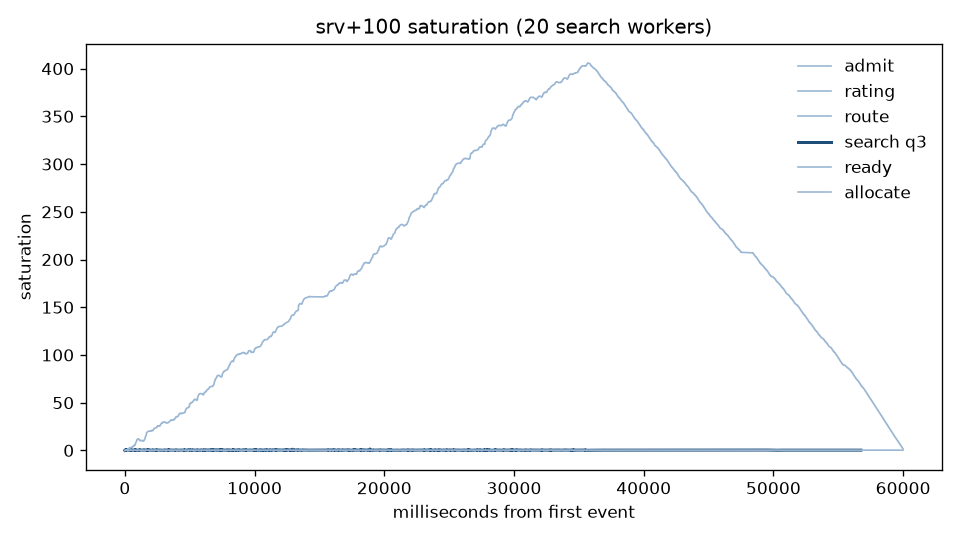 srv+100 saturation (20 search workers)
admit
rating
route
search q3
ready
allocate
saturation
400
350
300
250
200
150
100
50
0
0 10000 20000 30000 40000 50000 60000
milliseconds from first event